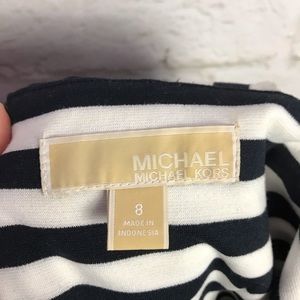 MICHAEL
MICHAEL KORS
8
MADE IN
INDONESIA